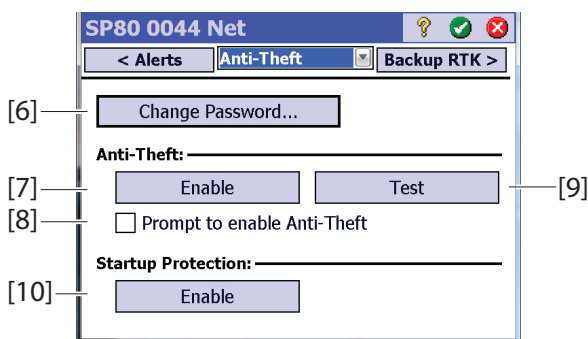 SP80 0044 Net
?
< Alerts Anti-Theft Backup RTK >
[6] Change Password...
Anti-Theft:
[7] Enable Test [9]
[8] Prompt to enable Anti-Theft
Startup Protection:
[10] Enable